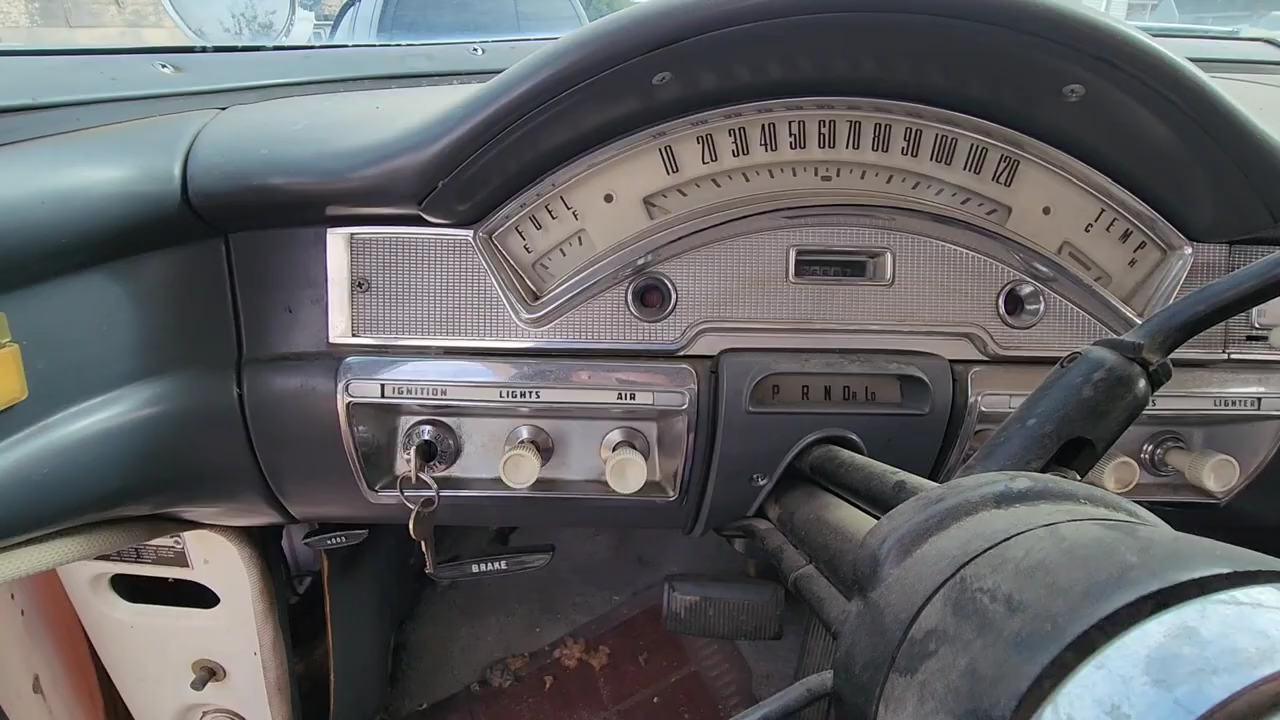 10 20 30 40 50 60 70 80 90 100 110 120
FUEL
E F
TEMP
C H
P R N DR LO
IGNITION LIGHTS AIR
LIGHTER
HOOD
BRAKE